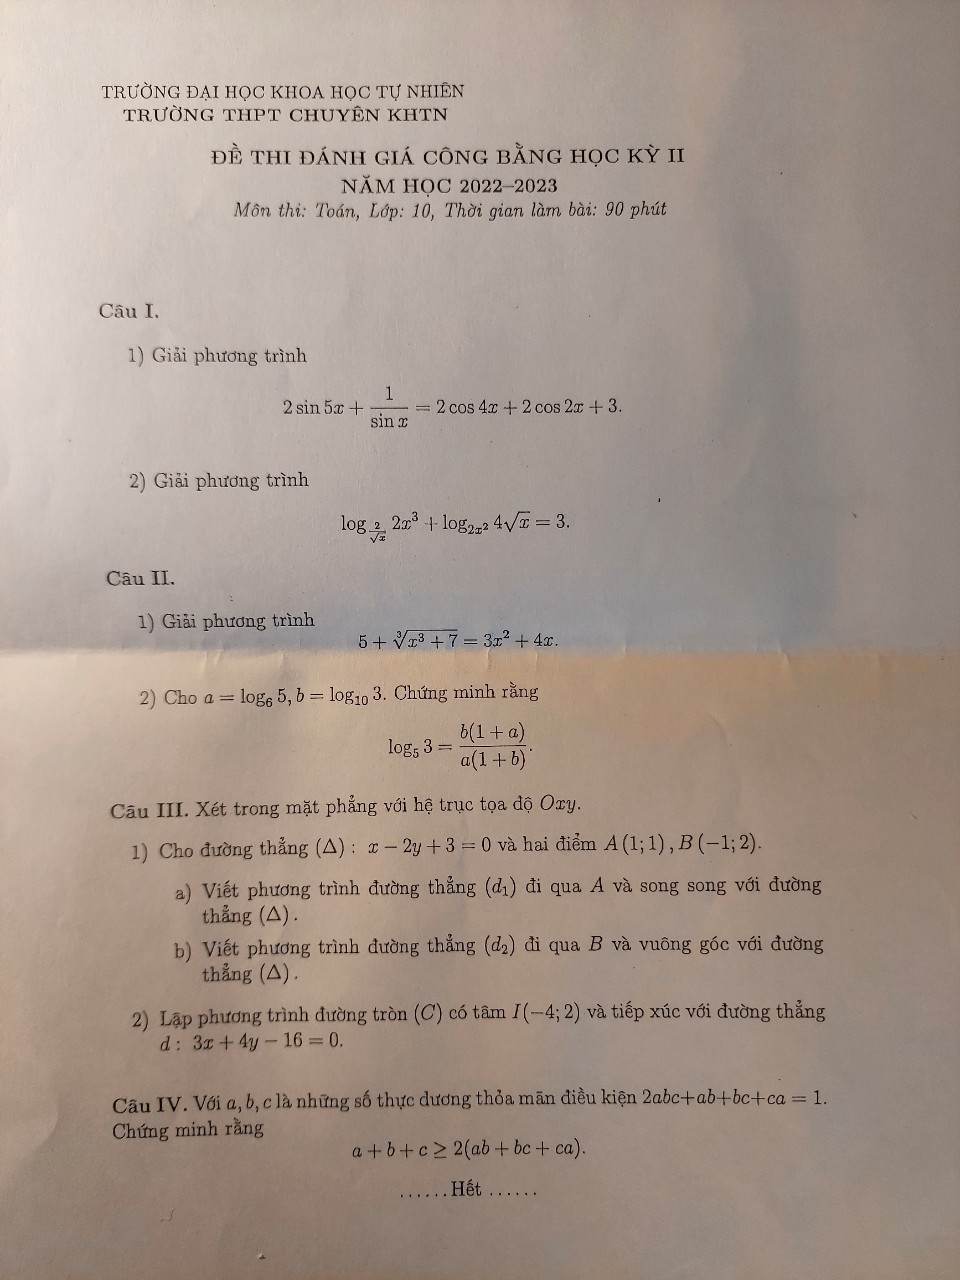 TRƯỜNG ĐẠI HỌC KHOA HỌC TỰ NHIÊN
TRƯỜNG THPT CHUYÊN KHTN
ĐỀ THI ĐÁNH GIÁ CÔNG BẰNG HỌC KỲ II
NĂM HỌC 2022–2023
Môn thi: Toán, Lớp: 10, Thời gian làm bài: 90 phút
Câu I.
1) Giải phương trình
2 sin 5x + \frac{1}{sin x} = 2 cos 4x + 2 cos 2x + 3.
2) Giải phương trình
log_{\frac{2}{\sqrt{x}}} 2x^3 + log_{2x^2} 4\sqrt{x} = 3.
Câu II.
1) Giải phương trình
5 + \sqrt[3]{x^3 + 7} = 3x^2 + 4x.
2) Cho a = log_6 5, b = log_{10} 3. Chứng minh rằng
log_5 3 = \frac{b(1 + a)}{a(1 + b)}.
Câu III. Xét trong mặt phẳng với hệ trục tọa độ Oxy.
1) Cho đường thẳng (Δ) : x − 2y + 3 = 0 và hai điểm A (1; 1) , B (−1; 2).
a) Viết phương trình đường thẳng (d_1) đi qua A và song song với đường
thẳng (Δ) .
b) Viết phương trình đường thẳng (d_2) đi qua B và vuông góc với đường
thẳng (Δ) .
2) Lập phương trình đường tròn (C) có tâm I(−4; 2) và tiếp xúc với đường thẳng
d : 3x + 4y − 16 = 0.
Câu IV. Với a, b, c là những số thực dương thỏa mãn điều kiện 2abc+ab+bc+ca = 1.
Chứng minh rằng
a + b + c ≥ 2(ab + bc + ca).
. . . . . . Hết . . . . . .